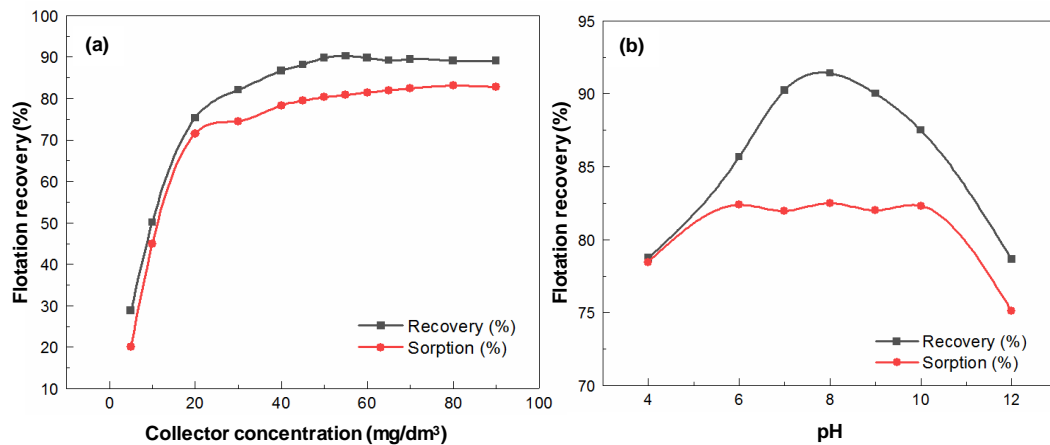 (a)
Flotation recovery (%)
100
90
80
70
60
50
40
30
20
10
Recovery (%)
Sorption (%)
0
20
40
60
80
100
Collector concentration (mg/dm³)
(b)
Flotation recovery (%)
95
90
85
80
75
70
Recovery (%)
Sorption (%)
4
6
8
10
12
pH